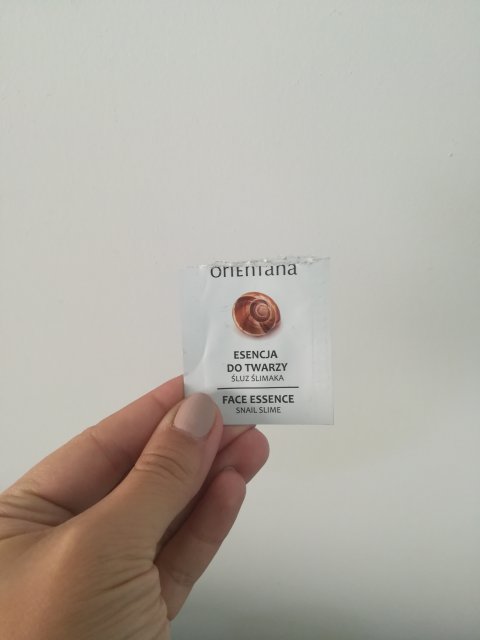 orientana
ESENCJA
DO TWARZY
ŚLUZ ŚLIMAKA
FACE ESSENCE
SNAIL SLIME